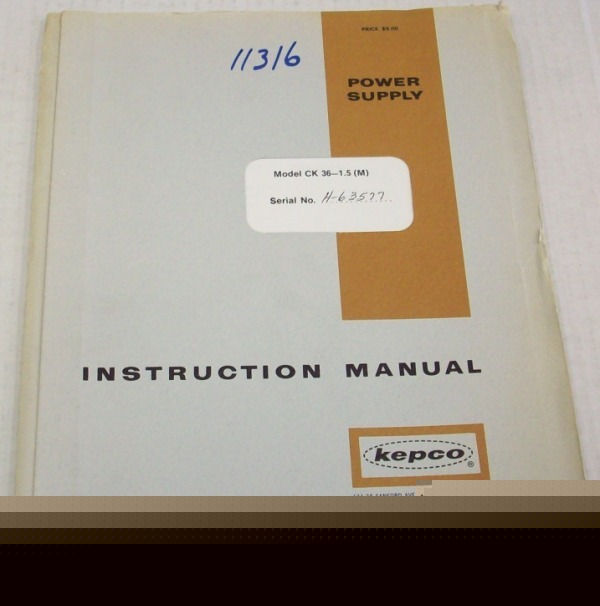 PRICE $5.00
11316
POWER
SUPPLY
Model CK 36—1.5 (M)
Serial No. H-63577
INSTRUCTION MANUAL
kepco®